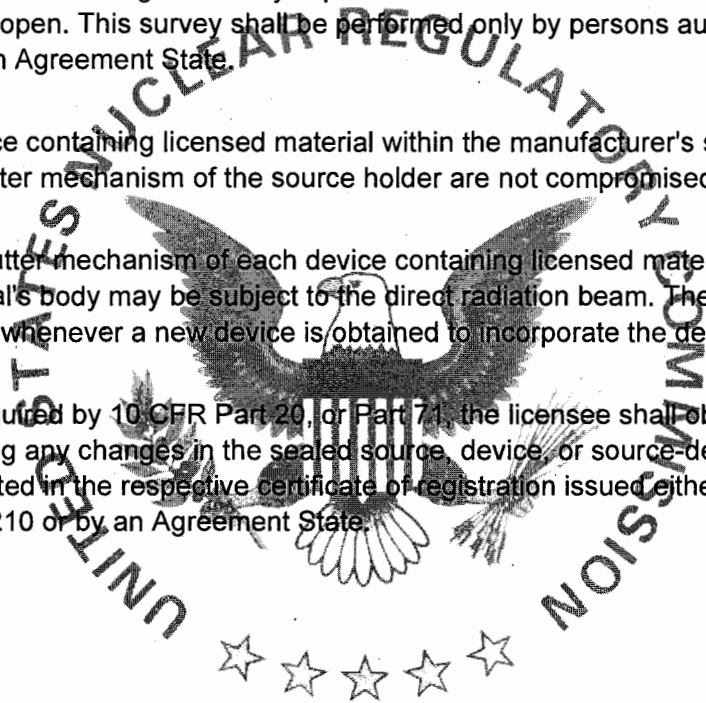 open. This survey shall be performed only by persons au
n Agreement State.
ce containing licensed material within the manufacturer's s
tter mechanism of the source holder are not compromised
utter mechanism of each device containing licensed mate
al's body may be subject to the direct radiation beam. The
whenever a new device is obtained to incorporate the de
uired by 10 CFR Part 20, or Part 71, the licensee shall ob
g any changes in the sealed source, device, or source-de
ted in the respective certificate of registration issued eithe
210 or by an Agreement State.
UNITED STATES NUCLEAR REGULATORY COMMISSION